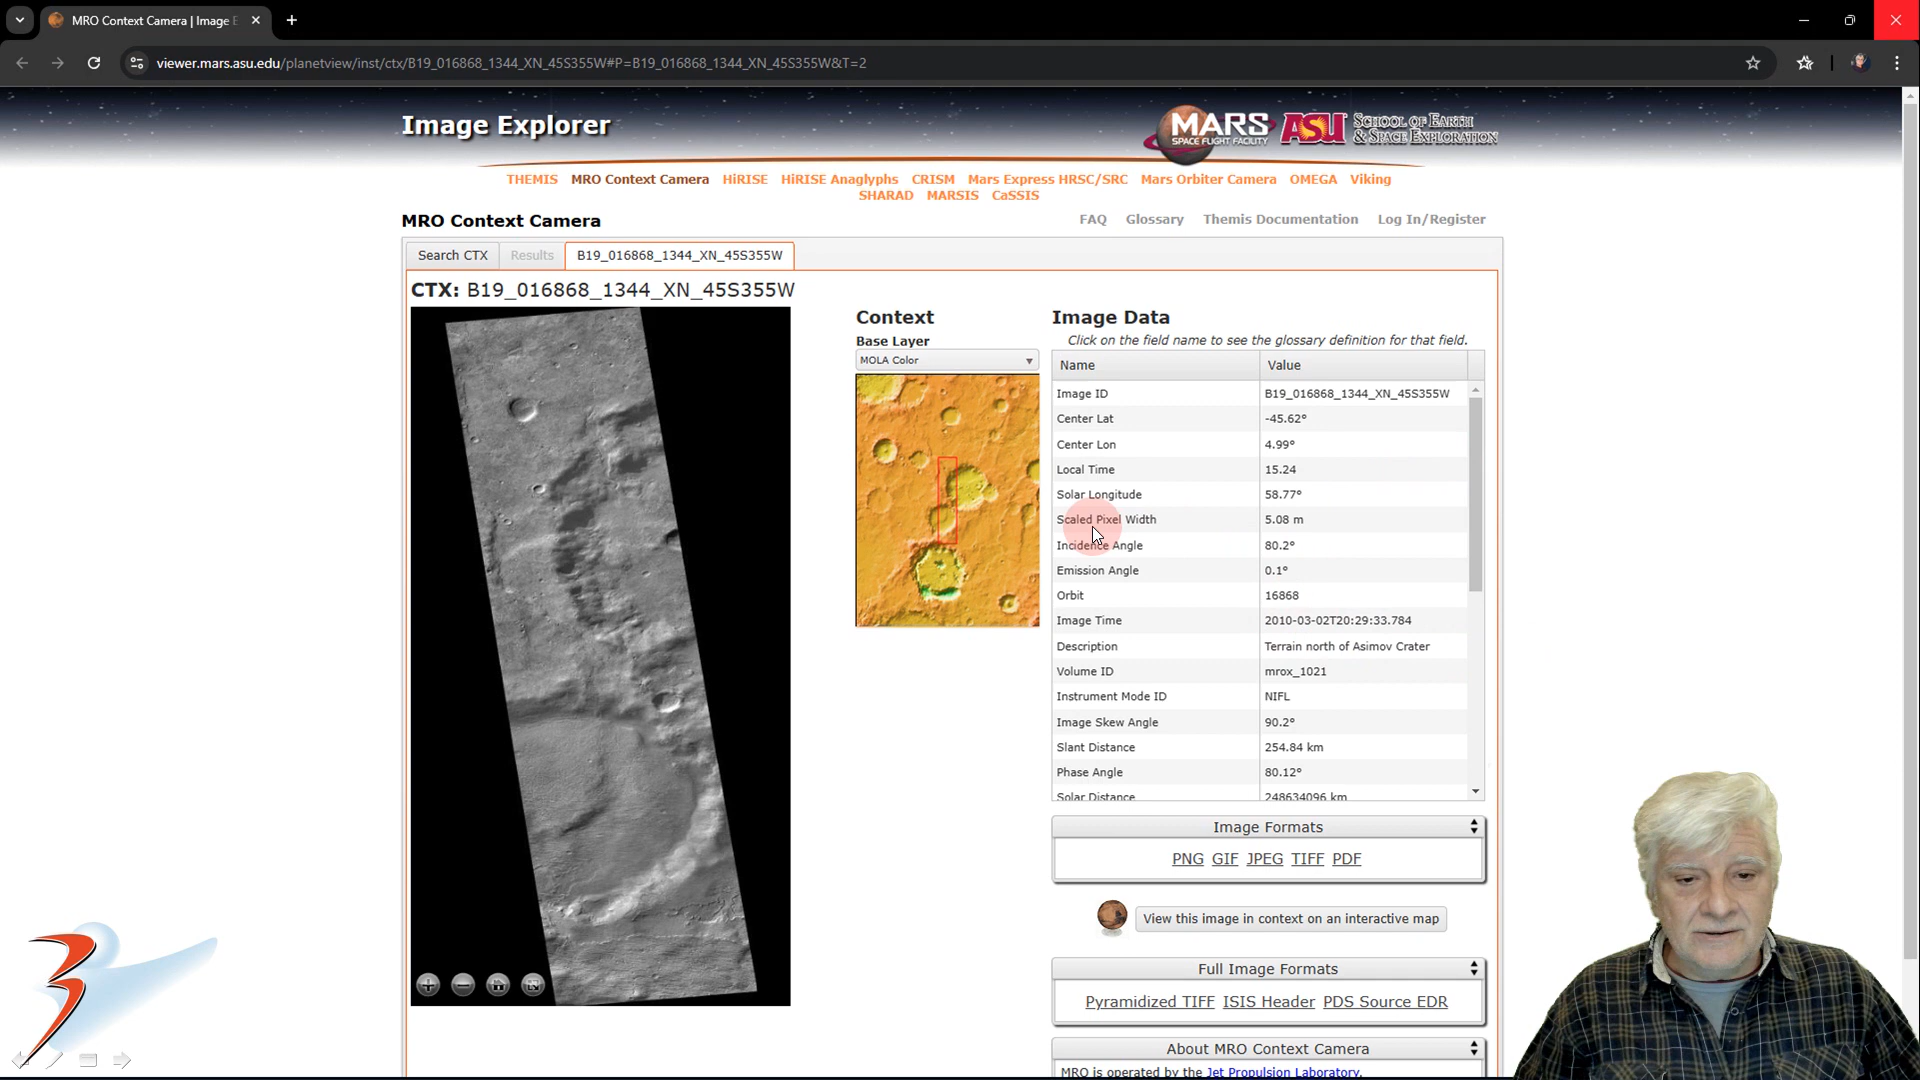 MRO Context Camera | Image E
viewer.mars.asu.edu/planetview/inst/ctx/B19_016868_1344_XN_45S355W#P=B19_016868_1344_XN_45S355W&T=2
Image Explorer
MARS
SPACE FLIGHT FACILITY
ASU
SCHOOL OF EARTH
& SPACE EXPLORATION
THEMIS MRO Context Camera HiRISE HiRISE Anaglyphs CRISM Mars Express HRSC/SRC Mars Orbiter Camera OMEGA Viking
SHARAD MARSIS CaSSIS
MRO Context Camera
FAQ Glossary Themis Documentation Log In/Register
Search CTX Results B19_016868_1344_XN_45S355W
CTX: B19_016868_1344_XN_45S355W
Context
Base Layer
MOLA Color
Image Data
Click on the field name to see the glossary definition for that field.
Name Value
Image ID B19_016868_1344_XN_45S355W
Center Lat -45.62°
Center Lon 4.99°
Local Time 15.24
Solar Longitude 58.77°
Scaled Pixel Width 5.08 m
Incidence Angle 80.2°
Emission Angle 0.1°
Orbit 16868
Image Time 2010-03-02T20:29:33.784
Description Terrain north of Asimov Crater
Volume ID mrox_1021
Instrument Mode ID NIFL
Image Skew Angle 90.2°
Slant Distance 254.84 km
Phase Angle 80.12°
Solar Distance 248634096 km
Image Formats
PNG GIF JPEG TIFF PDF
View this image in context on an interactive map
Full Image Formats
Pyramidized TIFF ISIS Header PDS Source EDR
About MRO Context Camera
MRO is operated by the Jet Propulsion Laboratory.